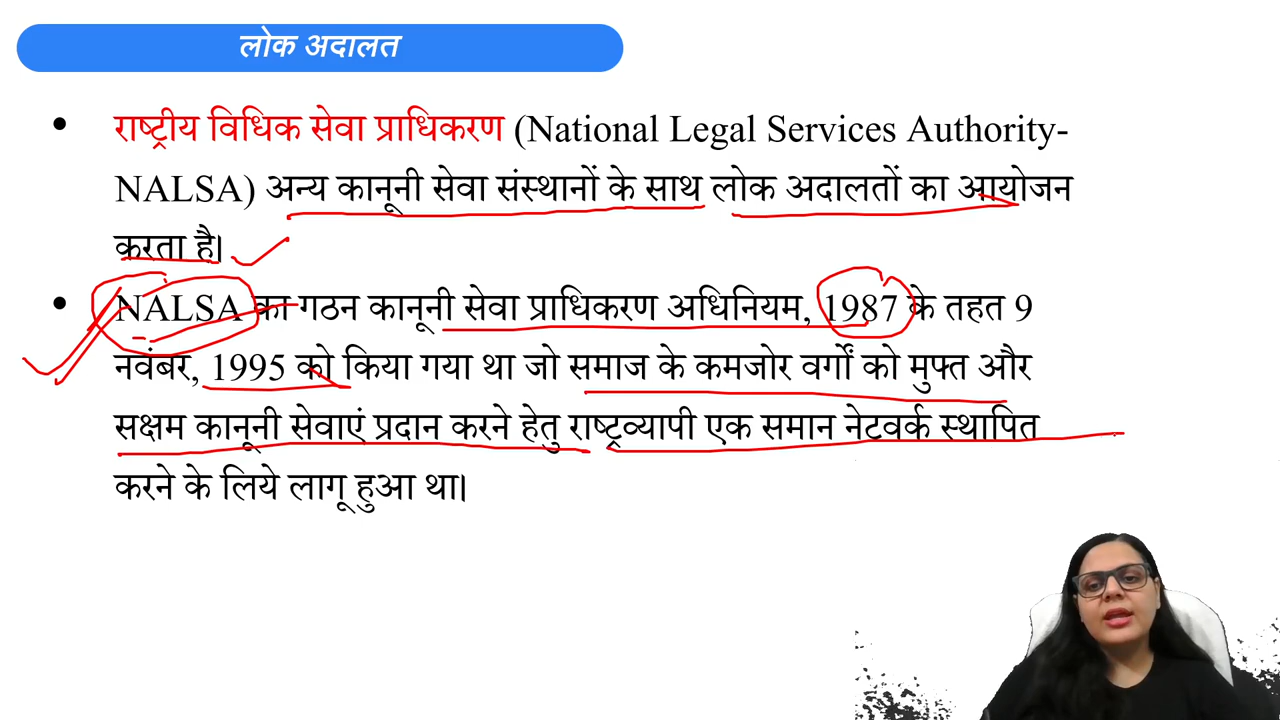 लोक अदालत
• राष्ट्रीय विधिक सेवा प्राधिकरण (National Legal Services Authority-
NALSA) अन्य कानूनी सेवा संस्थानों के साथ लोक अदालतों का आयोजन
करता है।
• NALSA का गठन कानूनी सेवा प्राधिकरण अधिनियम, 1987 के तहत 9
नवंबर, 1995 को किया गया था जो समाज के कमजोर वर्गों को मुफ्त और
सक्षम कानूनी सेवाएं प्रदान करने हेतु राष्ट्रव्यापी एक समान नेटवर्क स्थापित
करने के लिये लागू हुआ था।